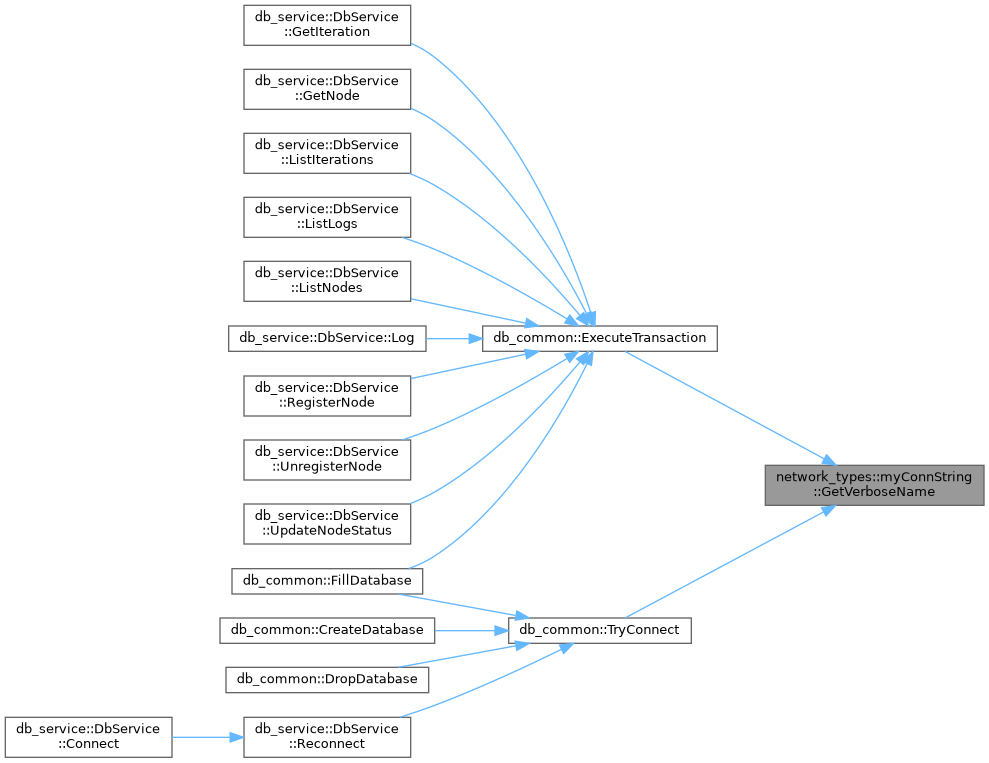 db_service::DbService
::GetIteration
db_service::DbService
::GetNode
db_service::DbService
::ListIterations
db_service::DbService
::ListLogs
db_service::DbService
::ListNodes
db_service::DbService::Log
db_common::ExecuteTransaction
db_service::DbService
::RegisterNode
db_service::DbService
::UnregisterNode
network_types::myConnString
::GetVerboseName
db_service::DbService
::UpdateNodeStatus
db_common::FillDatabase
db_common::CreateDatabase
db_common::TryConnect
db_common::DropDatabase
db_service::DbService
::Connect
db_service::DbService
::Reconnect